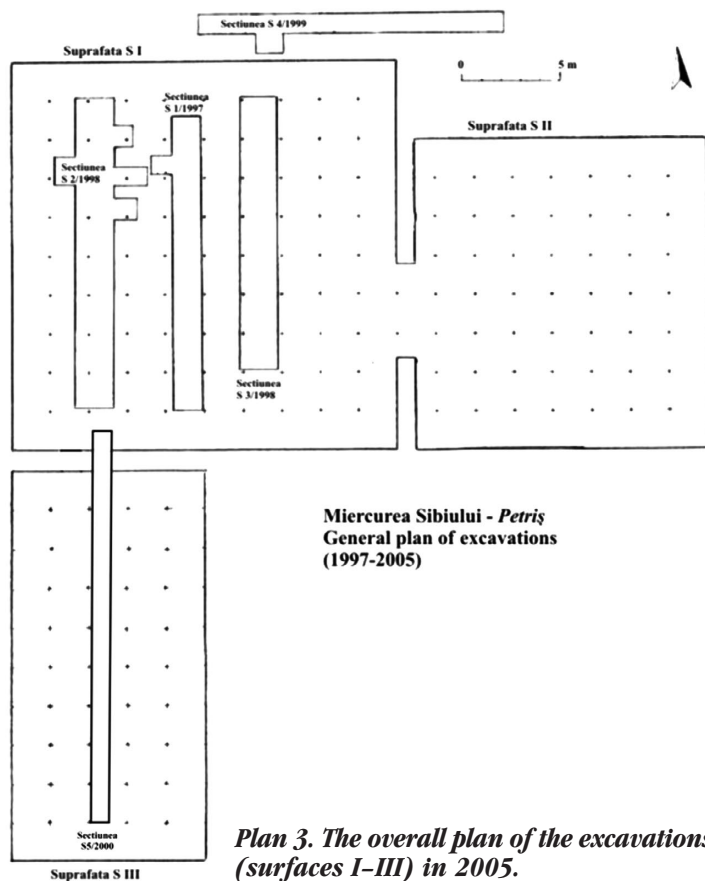 Sectiunea S 4/1999
Suprafata S I
0 5 m
Sectiunea
S 1/1997
Suprafata S II
Sectiunea
S 2/1998
Sectiunea
S 3/1998
Miercurea Sibiului - Petriş
General plan of excavations
(1997-2005)
Sectiunea
S5/2000
Suprafata S III
Plan 3. The overall plan of the excavations
(surfaces I–III) in 2005.